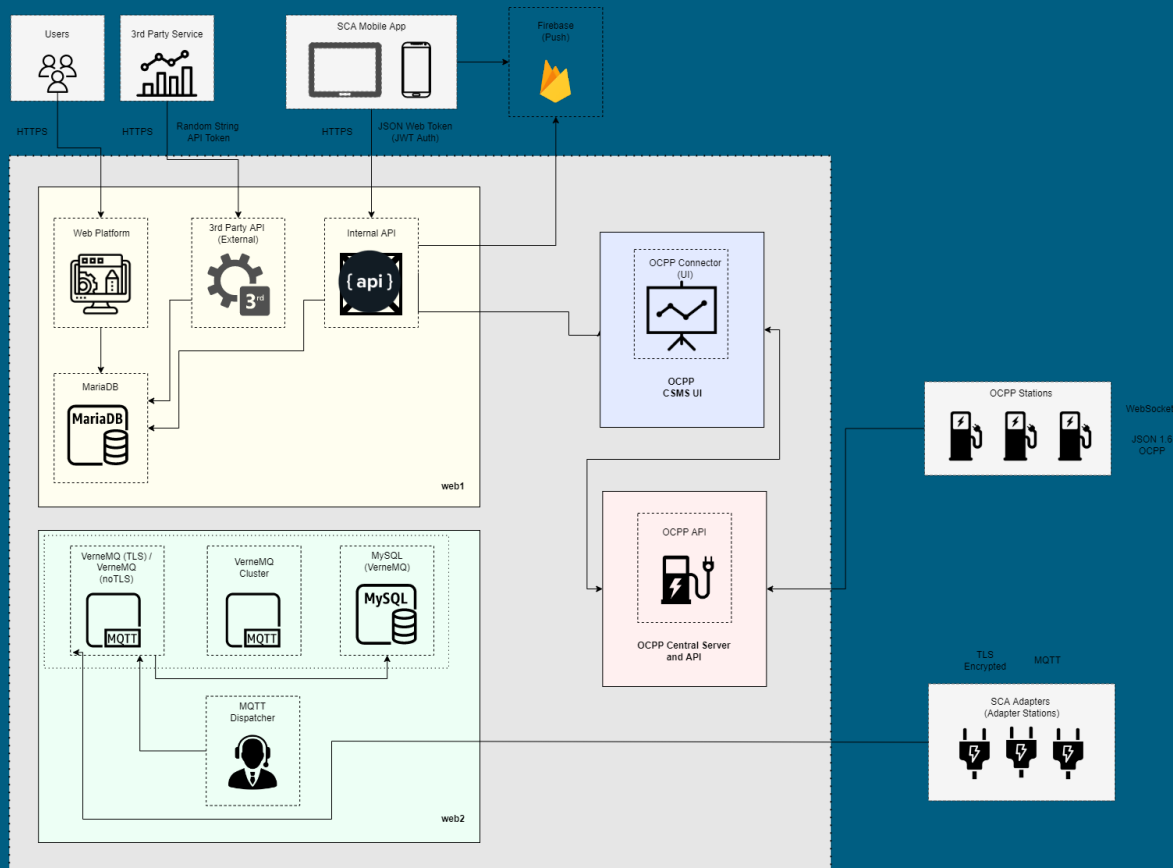 Users
3rd Party Service
SCA Mobile App
Firebase
(Push)
HTTPS
HTTPS
Random String
API Token
HTTPS
JSON Web Token
(JWT Auth)
Web Platform
3rd Party API
(External)
3rd
Internal API
{ api }
OCPP Connector
(UI)
OCPP
CSMS UI
MariaDB
MariaDB
web1
OCPP Stations
WebSocket
JSON 1.6
OCPP
VerneMQ (TLS) /
VerneMQ
(noTLS)
MQTT
VerneMQ
Cluster
MQTT
MySQL
(VerneMQ)
MySQL
OCPP API
OCPP Central Server
and API
TLS
Encrypted
MQTT
SCA Adapters
(Adapter Stations)
MQTT
Dispatcher
web2